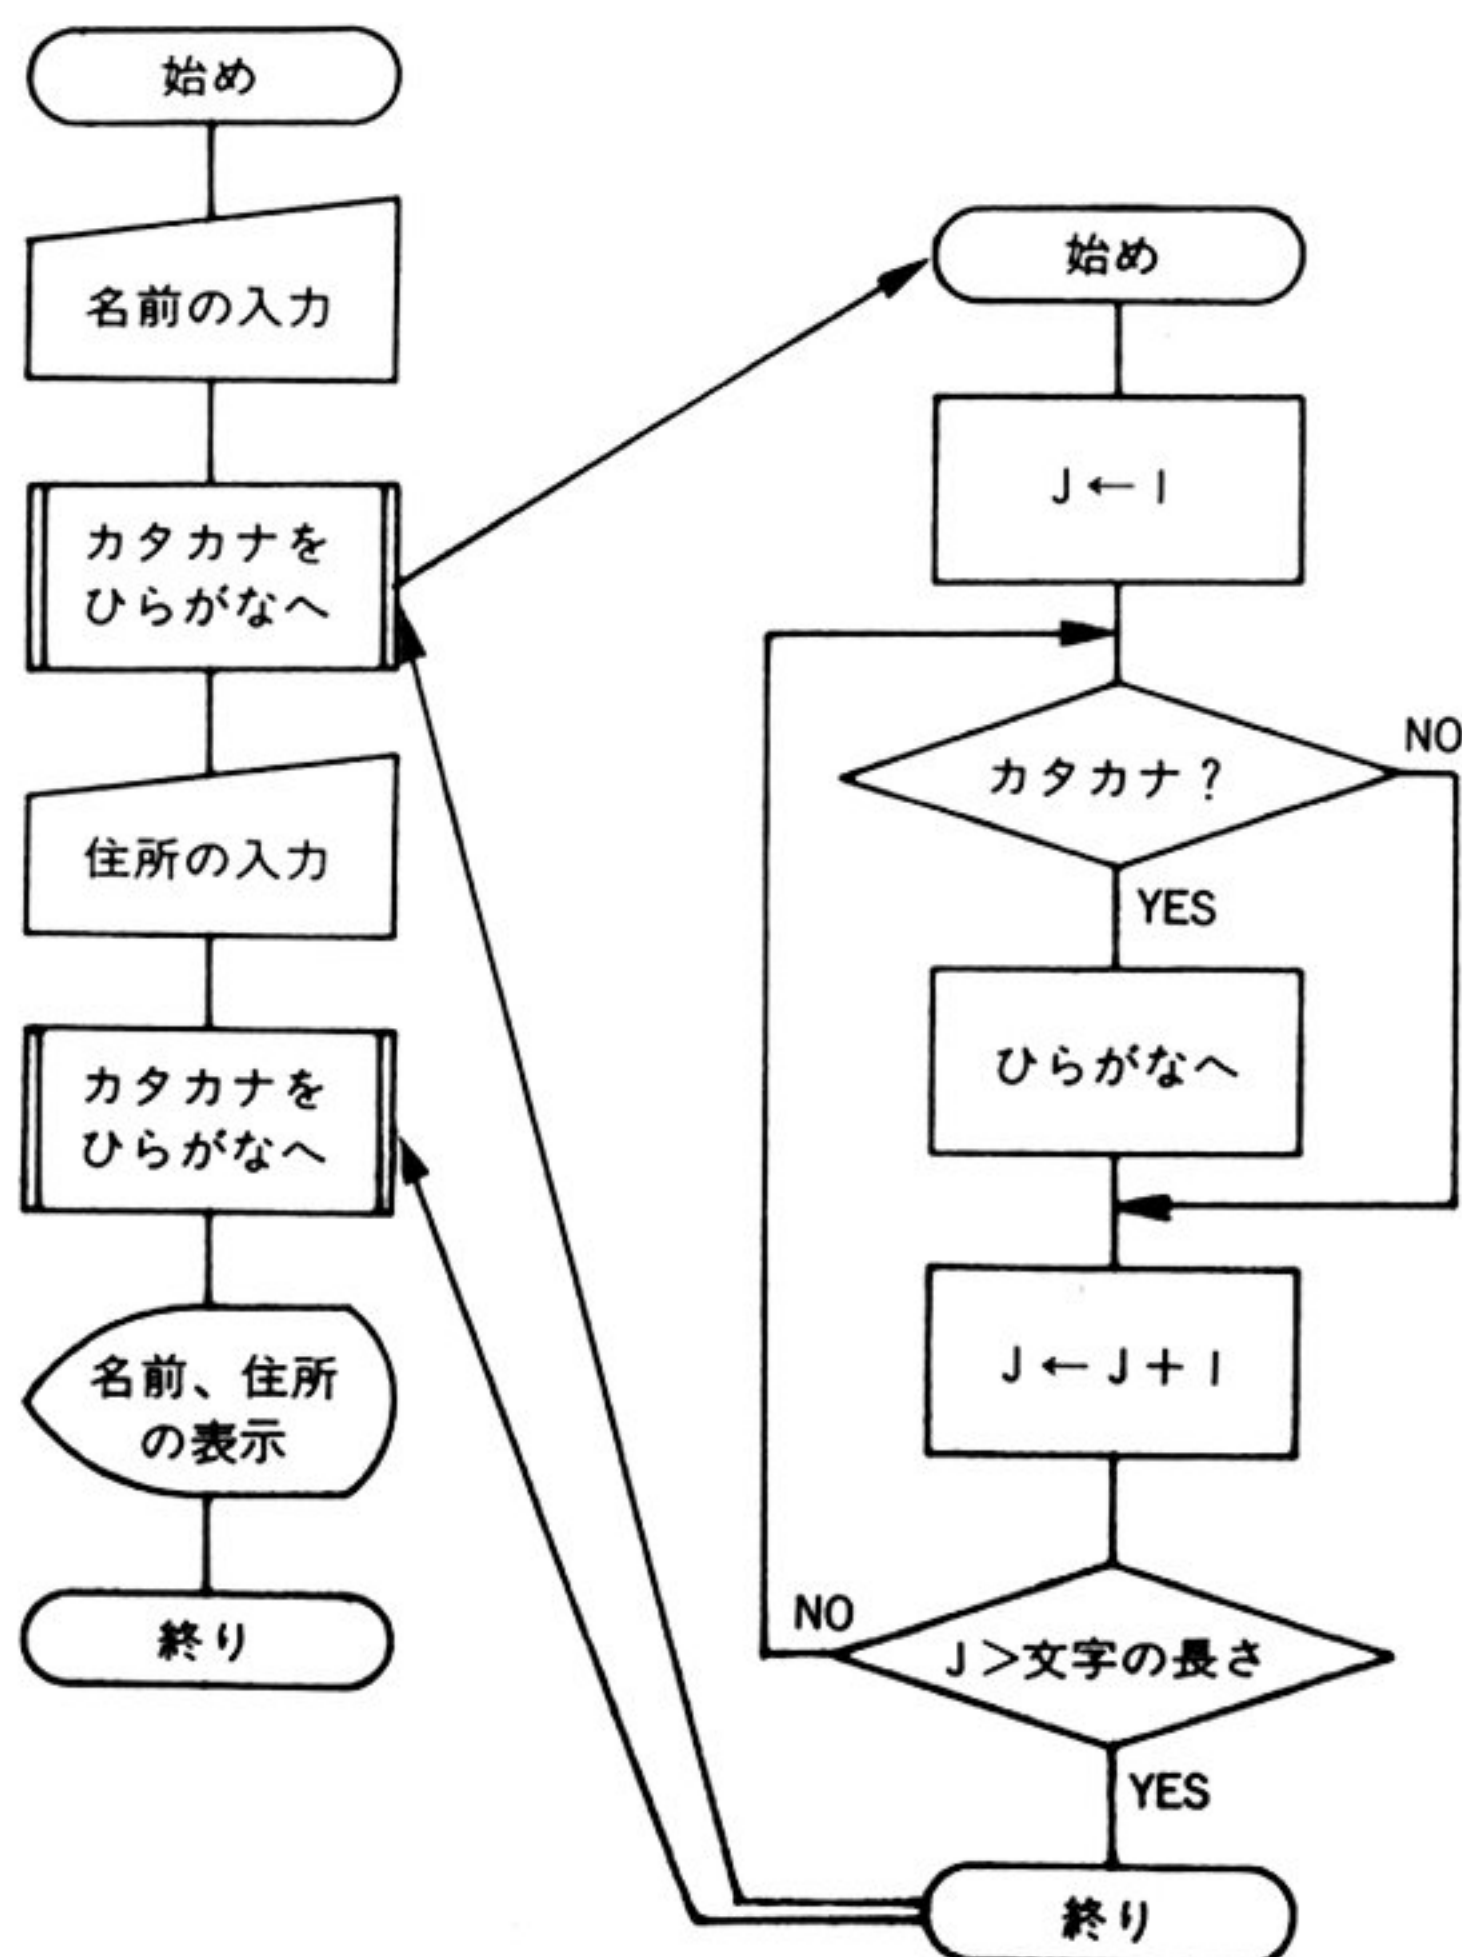 始め
名前の入力
カタカナを
ひらがなへ
住所の入力
カタカナを
ひらがなへ
名前、住所
の表示
終り
始め
J←1
カタカナ?
NO
YES
ひらがなへ
J←J+1
NO
J>文字の長さ
YES
終り